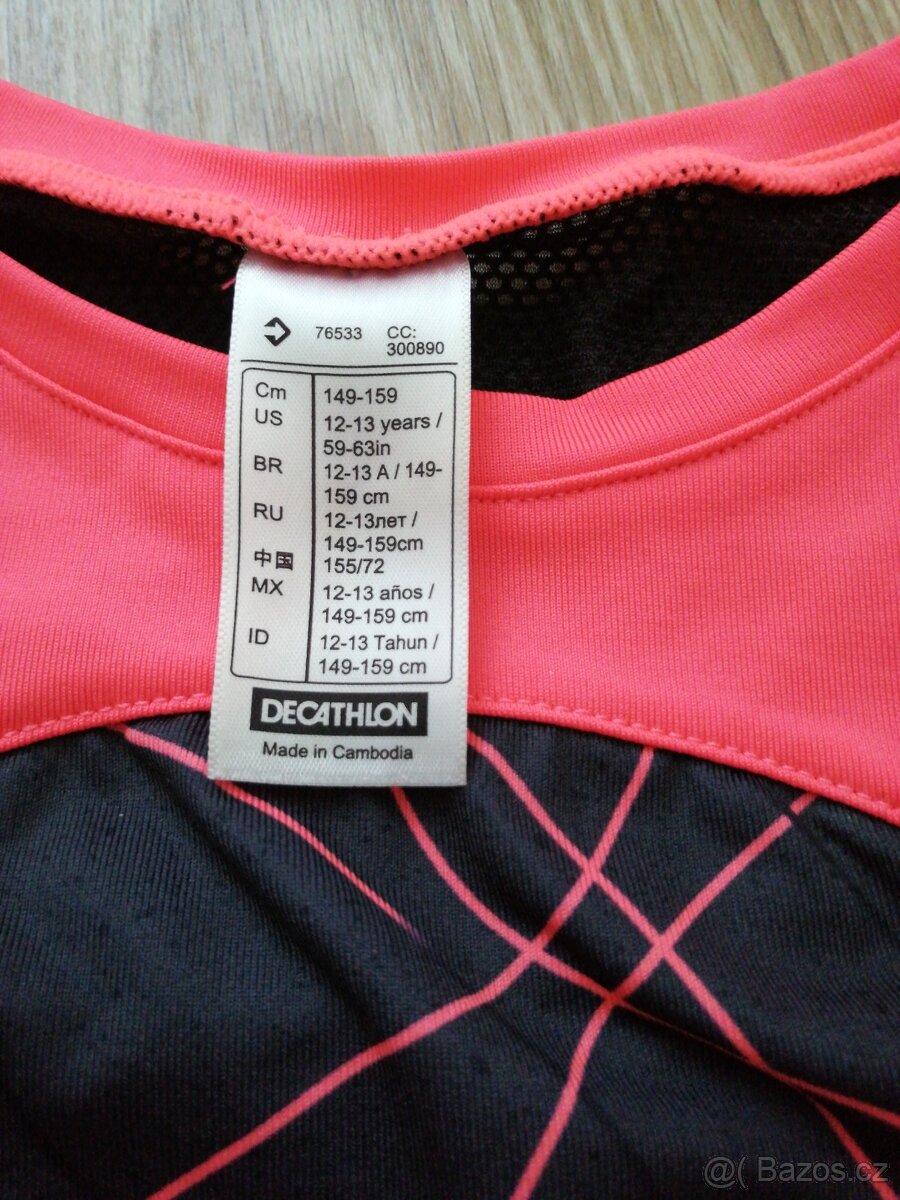 76533 CC:
300890
Cm 149-159
US 12-13 years /
59-63in
BR 12-13 A / 149-
159 cm
RU 12-13лет /
149-159cm
中国 155/72
MX 12-13 años /
149-159 cm
ID 12-13 Tahun /
149-159 cm
DECATHLON
Made in Cambodia
@( Bazos.cz